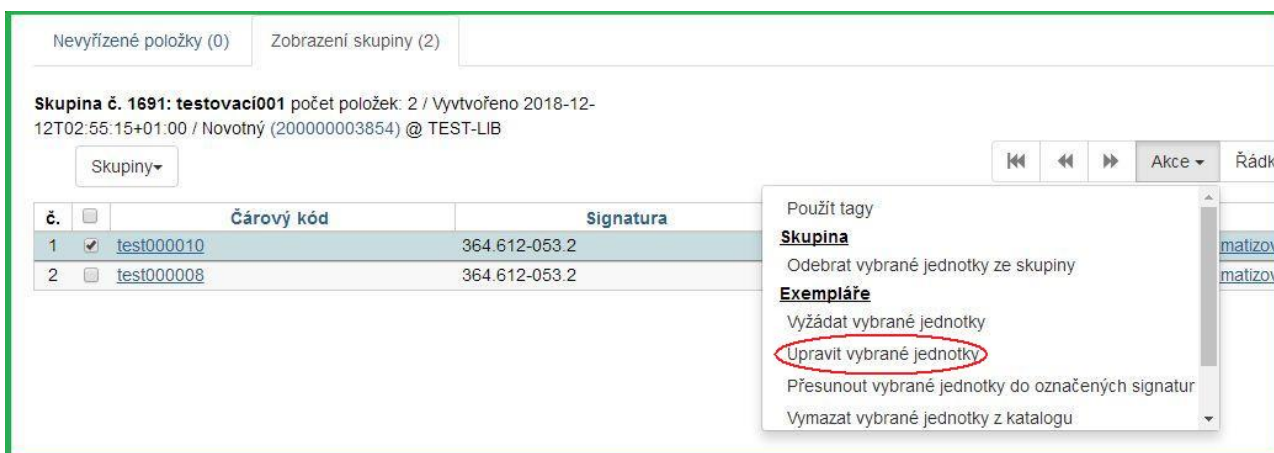 Nevyřízené položky (0) Zobrazení skupiny (2)
Skupina č. 1691: testovací001 počet položek: 2 / Vyvtvořeno 2018-12-
12T02:55:15+01:00 / Novotný (200000003854) @ TEST-LIB
Skupiny Akce Řádk
č. Čárový kód Signatura
1 test000010 364.612-053.2 matizov
2 test000008 364.612-053.2 matizov
Použít tagy
Skupina
Odebrat vybrané jednotky ze skupiny
Exempláře
Vyžádat vybrané jednotky
Upravit vybrané jednotky
Přesunout vybrané jednotky do označených signatur
Vymazat vybrané jednotky z katalogu